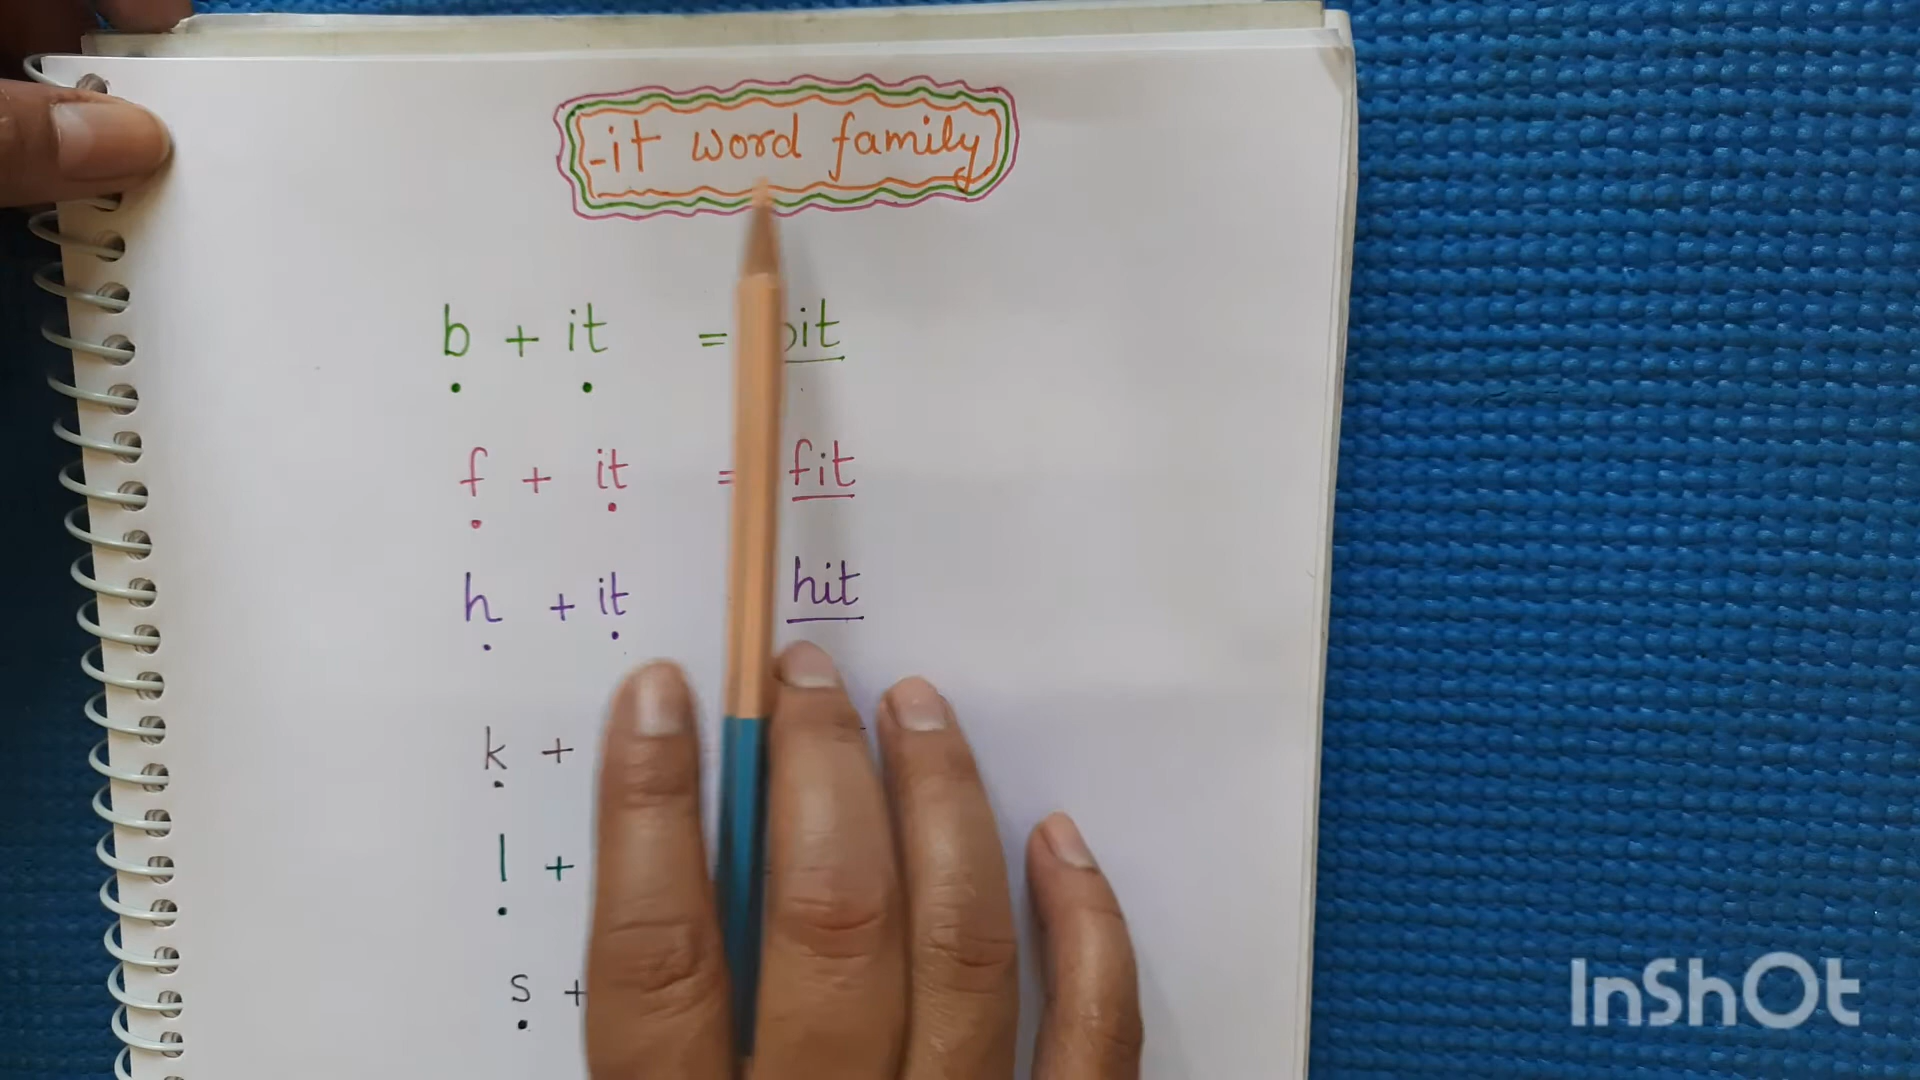 -it word family
b + it = bit
f + it = fit
h + it hit
k +
l +
s +
InShOt